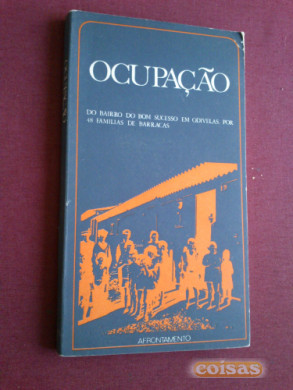 OCUPAÇÃO
DO BAIRRO DO BOM SUCESSO EM ODIVELAS, POR
48 FAMÍLIAS DE BARRACAS
AFRONTAMENTO
coisas